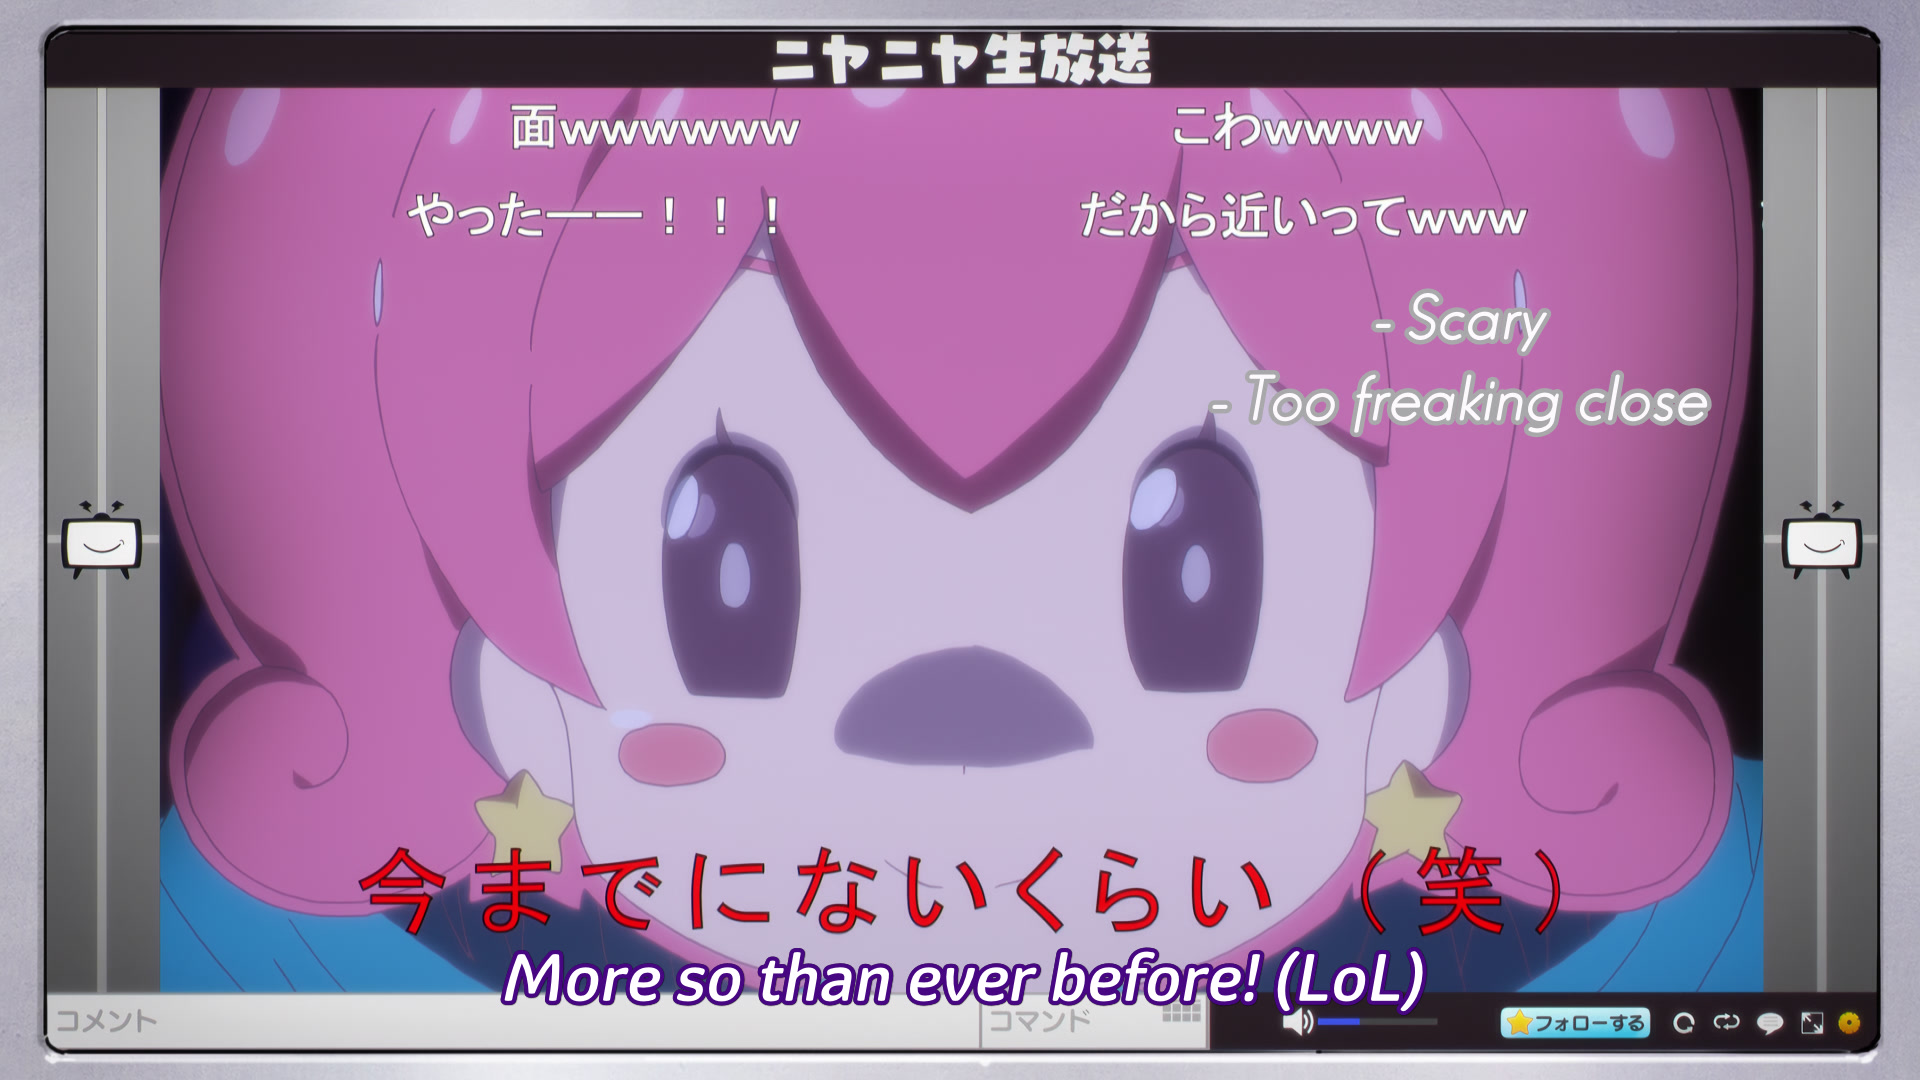 ニヤニヤ生放送
面wwwwww
こわwwww
やったーー！！！
だから近いってwww
- Scary
- Too freaking close
今までにないくらい（笑）
More so than ever before! (LoL)
コメント
コマンド
フォローする